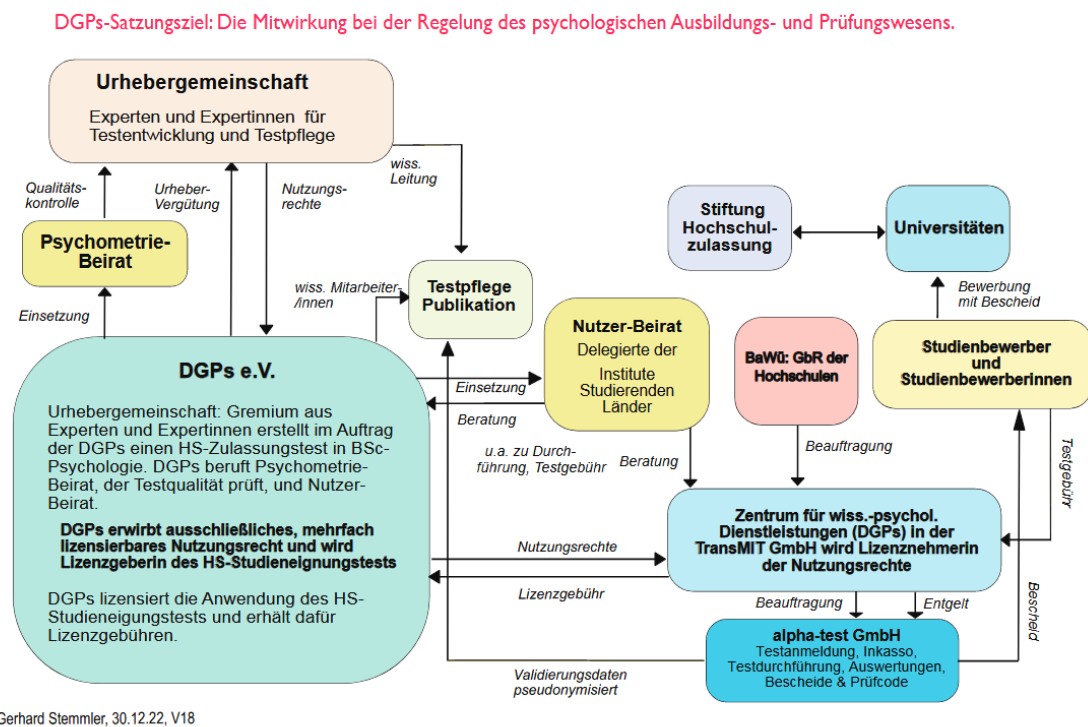 DGPs-Satzungsziel: Die Mitwirkung bei der Regelung des psychologischen Ausbildungs- und Prüfungswesens.
Urhebergemeinschaft
Experten und Expertinnen für
Testentwicklung und Testpflege
wiss.
Leitung
Qualitäts-
kontrolle
Urheber-
Vergütung
Nutzungs-
rechte
Psychometrie-
Beirat
Einsetzung
Stiftung
Hochschul-
zulassung
Universitäten
Bewerbung
mit Bescheid
wiss. Mitarbeiter-
/innen
Testpflege
Publikation
Nutzer-Beirat
Delegierte der
Institute
Studierenden
Länder
BaWü: GbR der
Hochschulen
Studienbewerber
und
Studienbewerberinnen
DGPs e.V.
Urhebergemeinschaft: Gremium aus
Experten und Expertinnen erstellt im Auftrag
der DGPs einen HS-Zulassungstest in BSc-
Psychologie. DGPs beruft Psychometrie-
Beirat, der Testqualität prüft, und Nutzer-
Beirat.
DGPs erwirbt ausschließliches, mehrfach
lizensierbares Nutzungsrecht und wird
Lizenzgeberin des HS-Studieneignungstests
DGPs lizensiert die Anwendung des HS-
Studieneigungstests und erhält dafür
Lizenzgebühren.
Einsetzung
Beratung
u.a. zu Durch-
führung, Testgebühr
Beratung
Beauftragung
Testgebühr
Zentrum für wiss.-psychol.
Dienstleistungen (DGPs) in der
TransMIT GmbH wird Lizenznehmerin
der Nutzungsrechte
Nutzungsrechte
Lizenzgebühr
Beauftragung
Entgelt
Bescheid
alpha-test GmbH
Testanmeldung, Inkasso,
Testdurchführung, Auswertungen,
Bescheide & Prüfcode
Validierungsdaten
pseudonymisiert
Gerhard Stemmler, 30.12.22, V18